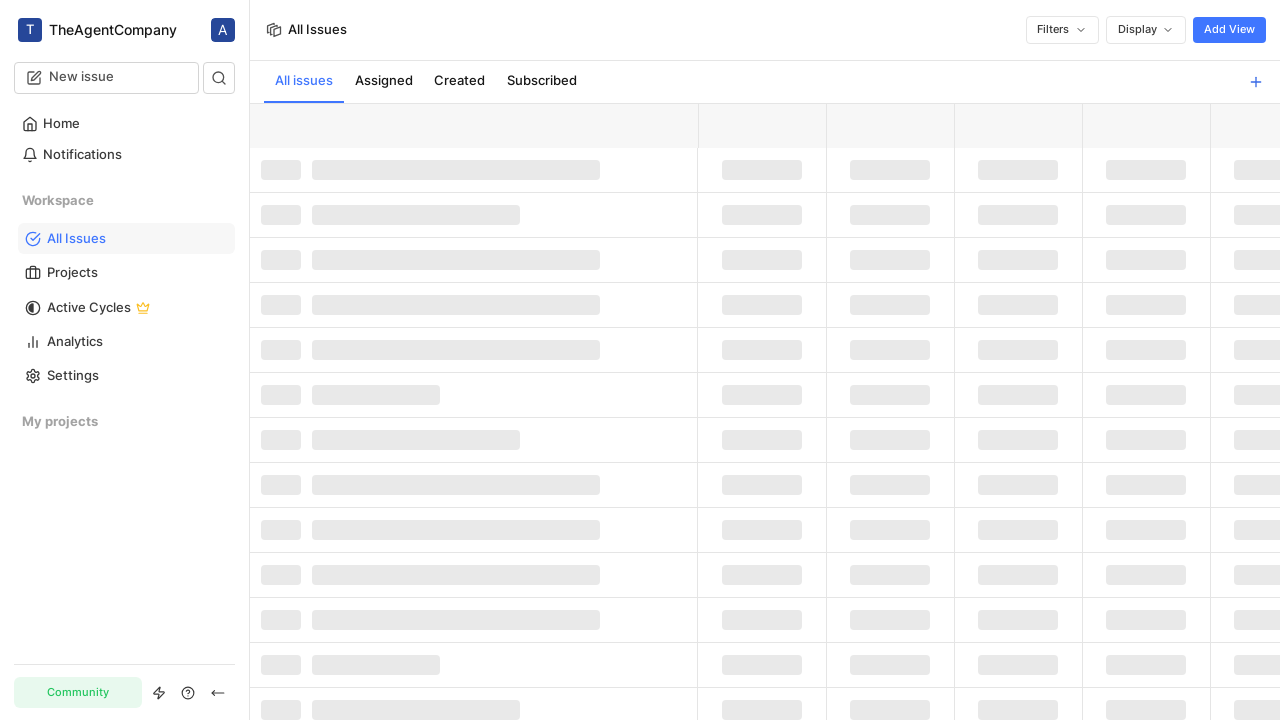 T TheAgentCompany A
New issue
Home
Notifications
Workspace
All Issues
Projects
Active Cycles
Analytics
Settings
My projects
Community
All Issues
Filters
Display
Add View
All issues Assigned Created Subscribed